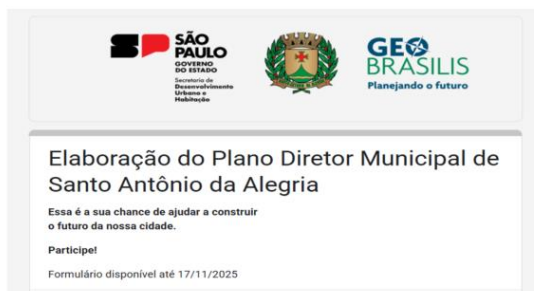 SÃO
PAULO
GOVERNO
DO ESTADO
Secretaria de
Desenvolvimento
Urbano e
Habitação
GEO
BRASILIS
Planejando o futuro
Elaboração do Plano Diretor Municipal de
Santo Antônio da Alegria
Essa é a sua chance de ajudar a construir
o futuro da nossa cidade.
Participe!
Formulário disponível até 17/11/2025